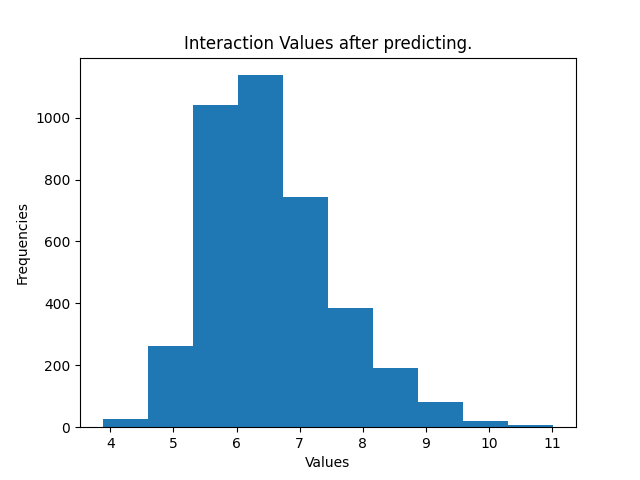 Interaction Values after predicting.
1000
800
600
400
200
0
Frequencies
4 5 6 7 8 9 10 11
Values